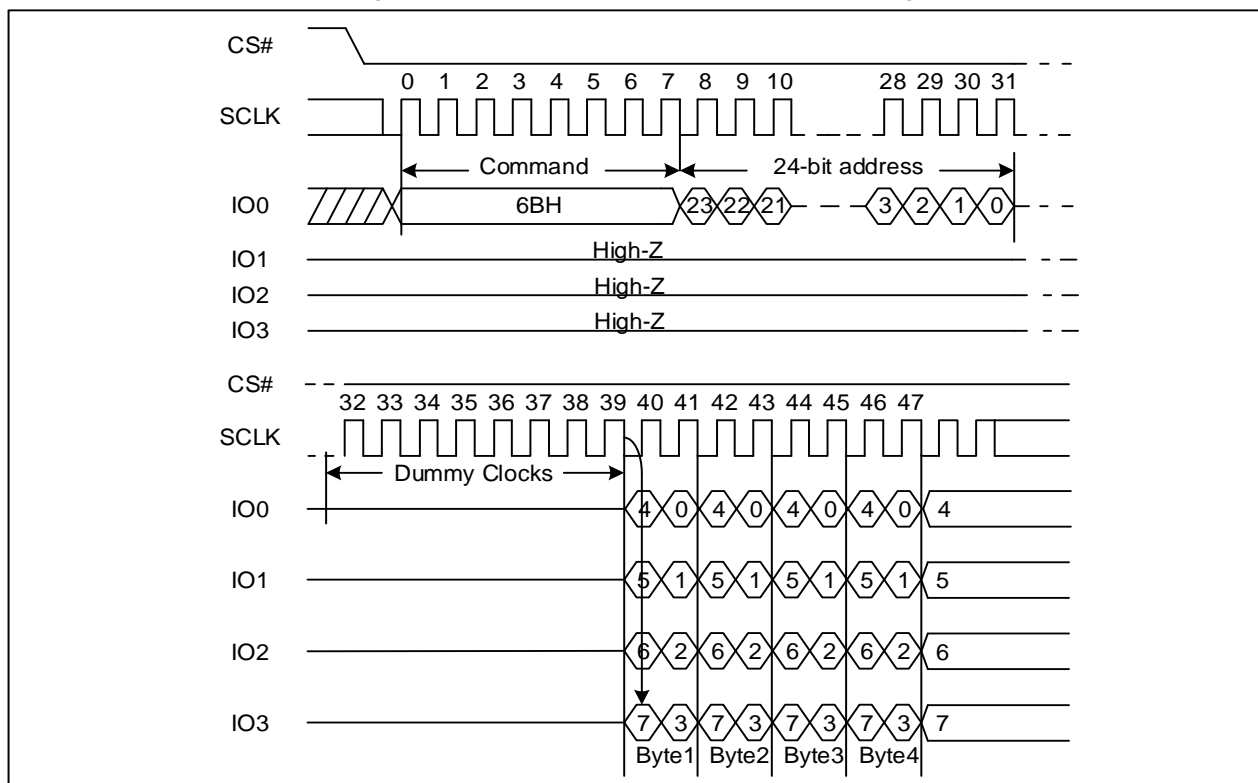 CS#
0 1 2 3 4 5 6 7 8 9 10 28 29 30 31
SCLK
Command 24-bit address
IO0 6BH 23 22 21 3 2 1 0
IO1 High-Z
IO2 High-Z
IO3 High-Z
CS#
32 33 34 35 36 37 38 39 40 41 42 43 44 45 46 47
SCLK
Dummy Clocks
IO0 4 0 4 0 4 0 4 0 4
IO1 5 1 5 1 5 1 5 1 5
IO2 6 2 6 2 6 2 6 2 6
IO3 7 3 7 3 7 3 7 3 7
Byte1 Byte2 Byte3 Byte4